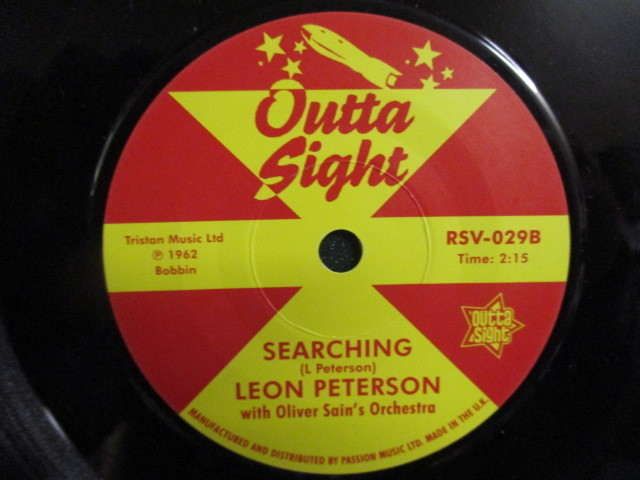 Outta
Sight
Tristan Music Ltd
℗ 1962
Bobbin
RSV-029B
Time: 2:15
outta
sight
SEARCHING
(L Peterson)
LEON PETERSON
with Oliver Sain's Orchestra
MANUFACTURED AND DISTRIBUTED BY PASSION MUSIC LTD. MADE IN THE U.K.